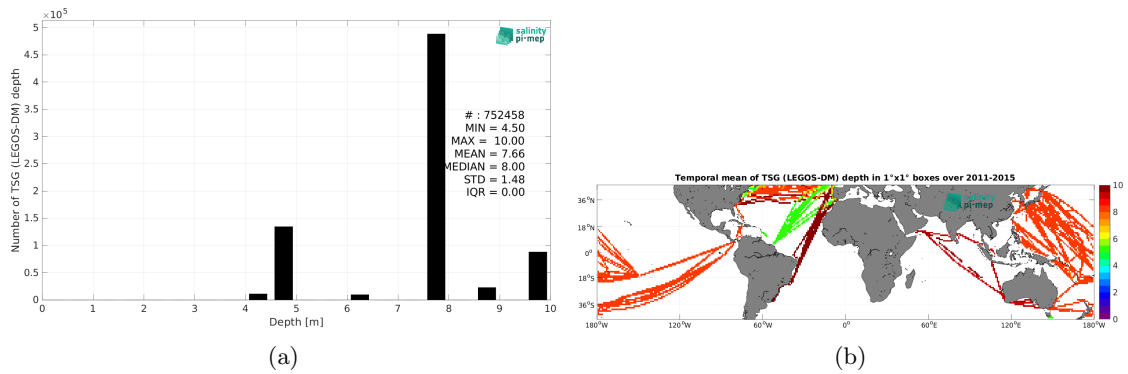 ×10⁵
5
4.5
4
3.5
3
2.5
2
1.5
1
0.5
0
Number of TSG (LEGOS-DM) depth
salinity
pi-mep
# : 752458
MIN = 4.50
MAX = 10.00
MEAN = 7.66
MEDIAN = 8.00
STD = 1.48
IQR = 0.00
0 1 2 3 4 5 6 7 8 9 10
Depth [m]
(a)
Temporal mean of TSG (LEGOS-DM) depth in 1°x1° boxes over 2011-2015
salinity
pi-mep
36°N
18°N
0°
18°S
36°S
180°W 120°W 60°W 0° 60°E 120°E 180°W
10
8
6
4
2
0
(b)